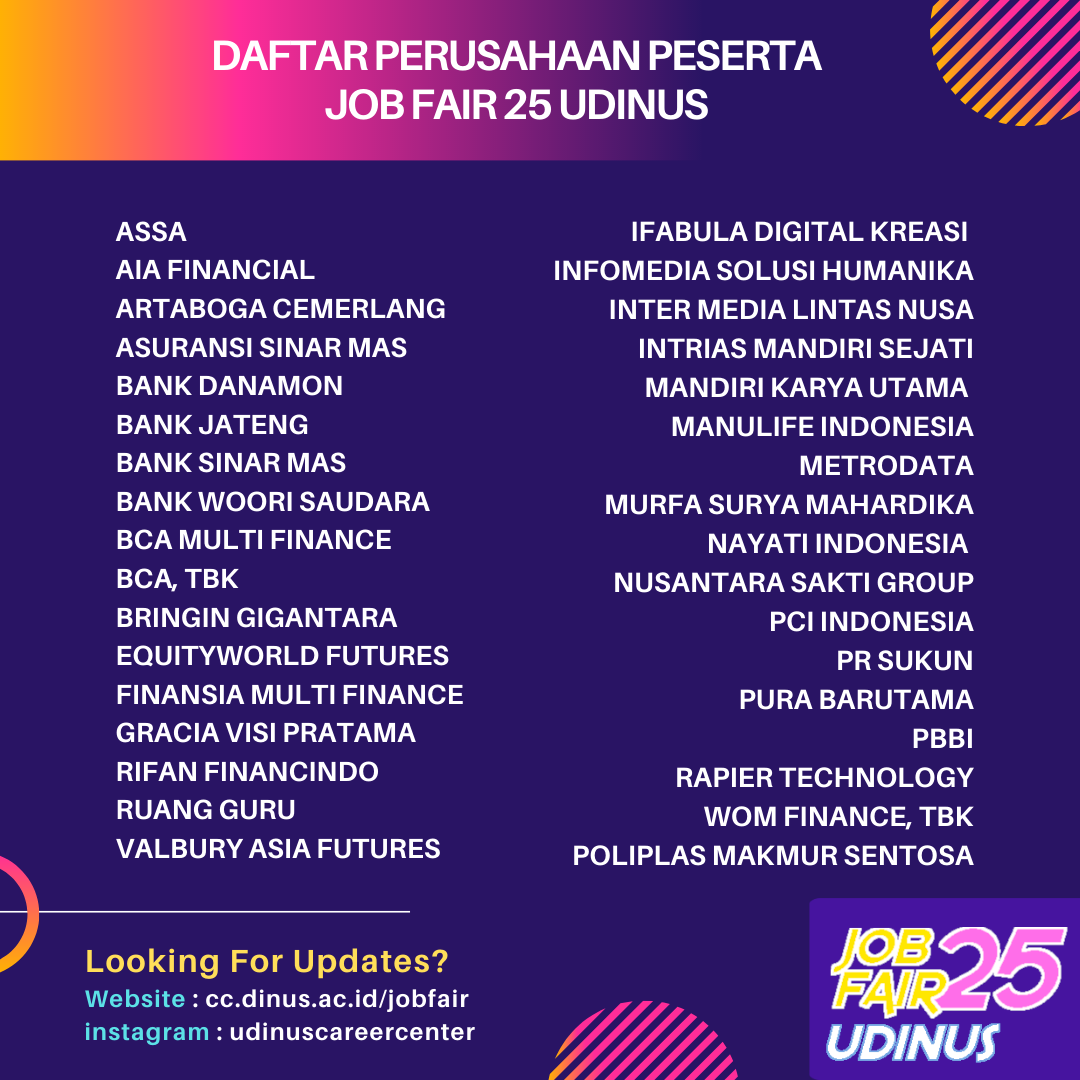 DAFTAR PERUSAHAAN PESERTA
JOB FAIR 25 UDINUS
ASSA
AIA FINANCIAL
ARTABOGA CEMERLANG
ASURANSI SINAR MAS
BANK DANAMON
BANK JATENG
BANK SINAR MAS
BANK WOORI SAUDARA
BCA MULTI FINANCE
BCA, TBK
BRINGIN GIGANTARA
EQUITYWORLD FUTURES
FINANSIA MULTI FINANCE
GRACIA VISI PRATAMA
RIFAN FINANCINDO
RUANG GURU
VALBURY ASIA FUTURES
IFABULA DIGITAL KREASI
INFOMEDIA SOLUSI HUMANIKA
INTER MEDIA LINTAS NUSA
INTRIAS MANDIRI SEJATI
MANDIRI KARYA UTAMA
MANULIFE INDONESIA
METRODATA
MURFA SURYA MAHARDIKA
NAYATI INDONESIA
NUSANTARA SAKTI GROUP
PCI INDONESIA
PR SUKUN
PURA BARUTAMA
PBBI
RAPIER TECHNOLOGY
WOM FINANCE, TBK
POLIPLAS MAKMUR SENTOSA
Looking For Updates?
Website : cc.dinus.ac.id/jobfair
instagram : udinuscareercenter
JOB
FAIR 25
UDINUS